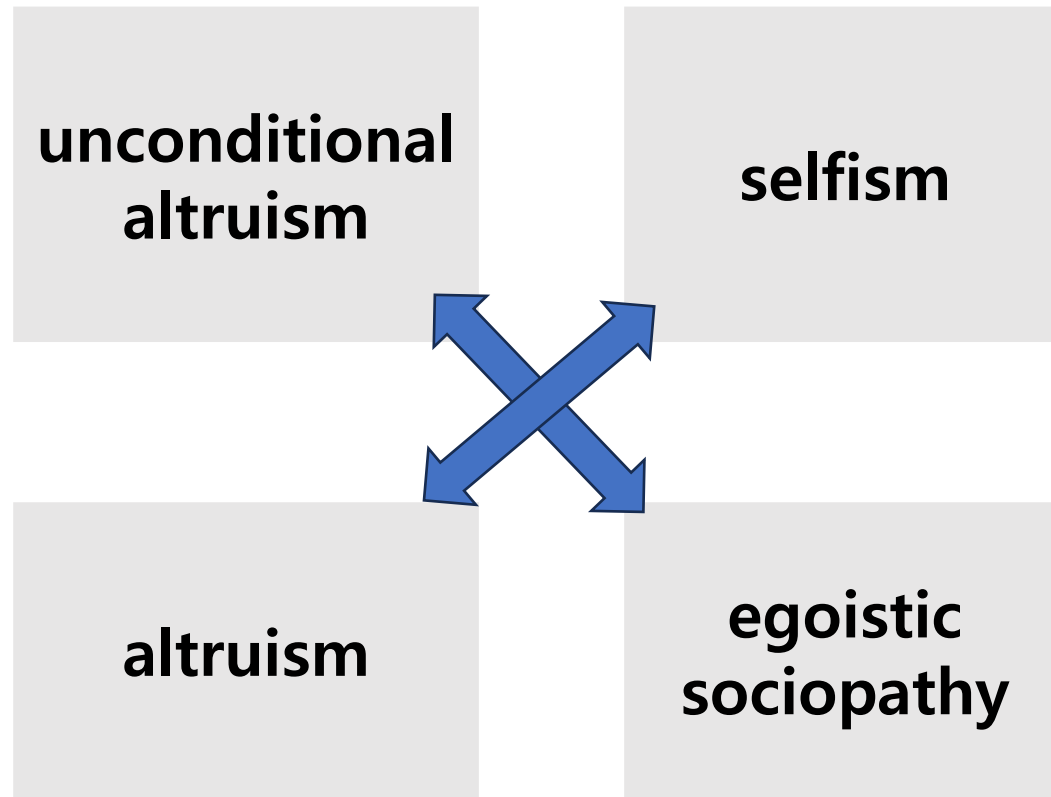 unconditional
altruism
selfism
altruism
egoistic
sociopathy